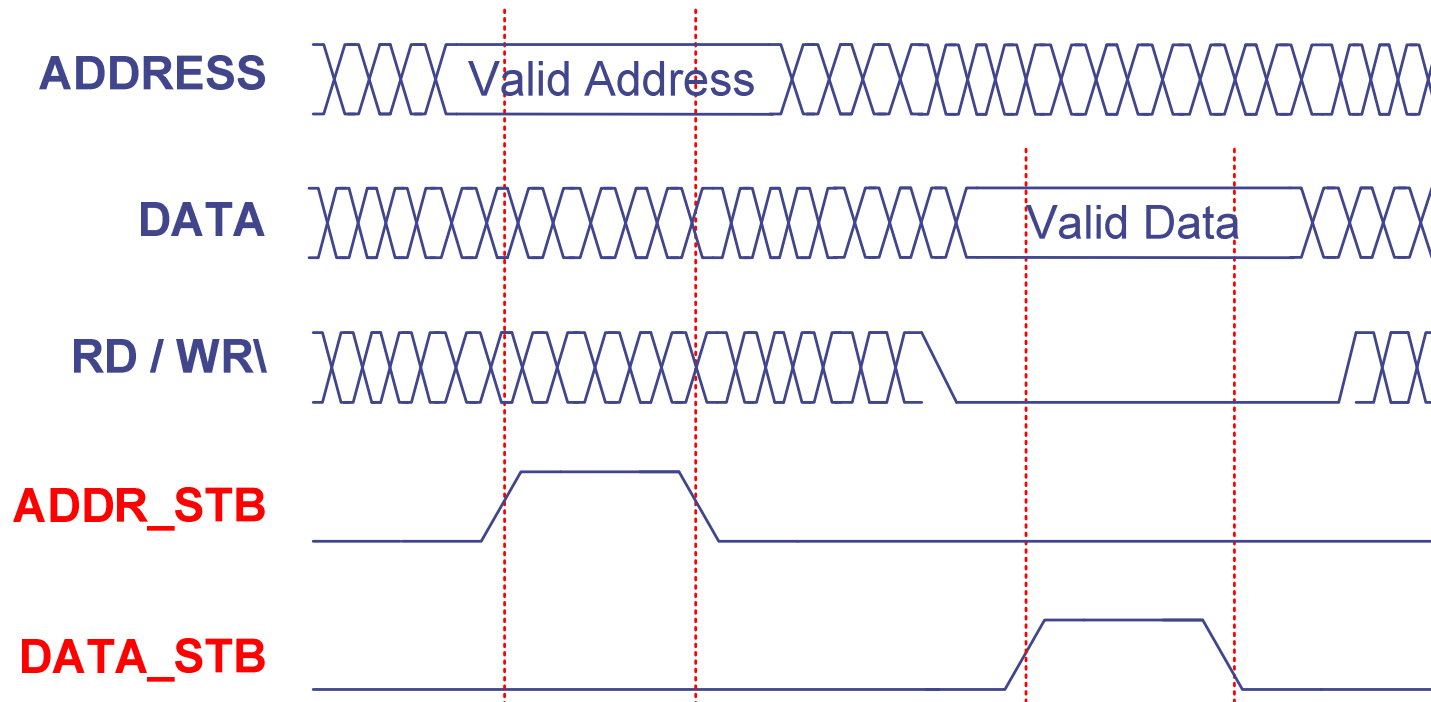 ADDRESS
Valid Address
DATA
Valid Data
RD / WR\
ADDR_STB
DATA_STB